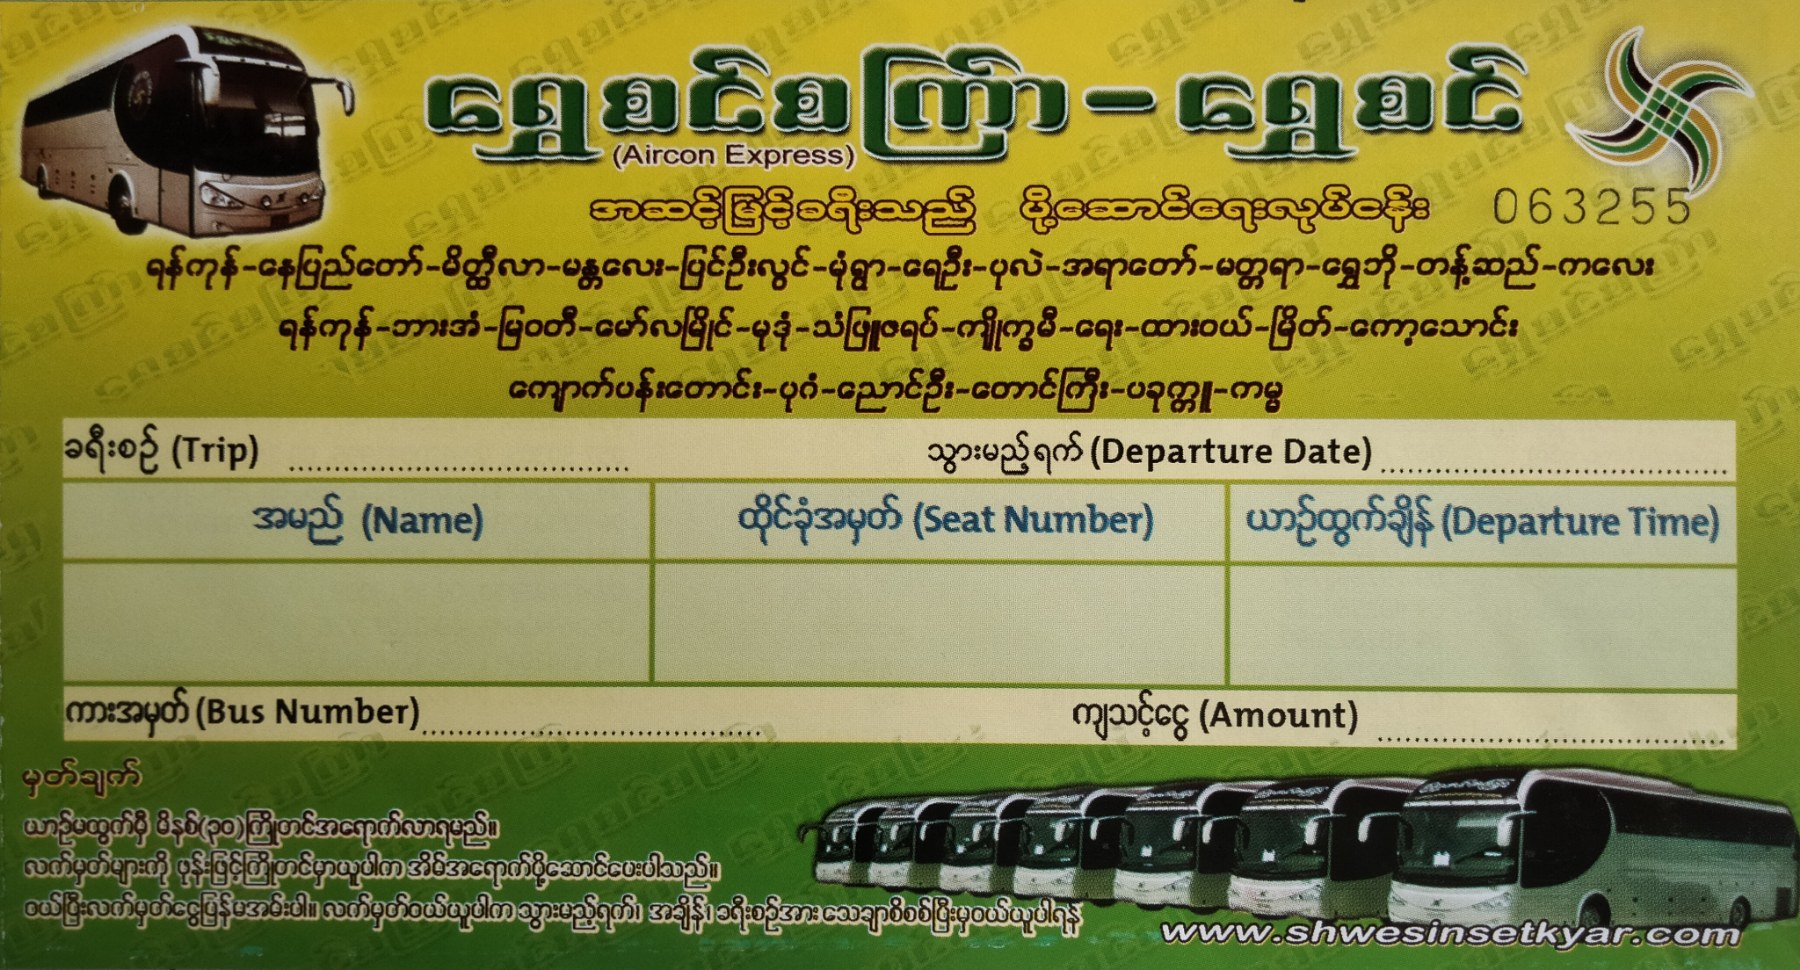 ရွှေစင်စကြာ-ရွှေစင်
(Aircon Express)
အဆင့်မြင့်ခရီးသည် ပို့ဆောင်ရေးလုပ်ငန်း 063255
ရန်ကုန်-နေပြည်တော်-မိတ္ထီလာ-မန္တလေး-ပြင်ဦးလွင်-မုံရွာ-ရေဦး-ပုလဲ-အရာတော်-မတ္တရာ-ရွှေဘို-တန့်ဆည်-ကလေး
ရန်ကုန်-ဘားအံ-မြဝတီ-မော်လမြိုင်-မုဒုံ-သံဖြူဇရပ်-ကျိုက္ခမီ-ရေး-ထားဝယ်-မြိတ်-ကော့သောင်း
ကျောက်ပန်းတောင်း-ပုဂံ-ညောင်ဦး-တောင်ကြီး-ပခုက္ကူ-ကမ္မ
ခရီးစဉ် (Trip) သွားမည့်ရက် (Departure Date)
အမည် (Name) ထိုင်ခုံအမှတ် (Seat Number) ယာဉ်ထွက်ချိန် (Departure Time)
ကားအမှတ် (Bus Number) ကျသင့်ငွေ (Amount)
မှတ်ချက်
ယာဉ်မထွက်မှီ မိနစ်(၃၀)ကြိုတင်အရောက်လာရမည်။
လက်မှတ်များကို ဖုန်းဖြင့်ကြိုတင်မှာယူပါက အိမ်အရောက်ပို့ဆောင်ပေးပါသည်။
ဝယ်ပြီးလက်မှတ်ငွေပြန်မအမ်းပါ။ လက်မှတ်ဝယ်ယူပါက သွားမည့်ရက်၊ အချိန်၊ ခရီးစဉ်အား သေချာစိစစ်ပြီးမှဝယ်ယူပါရန်
www.shwesinsetkyar.com